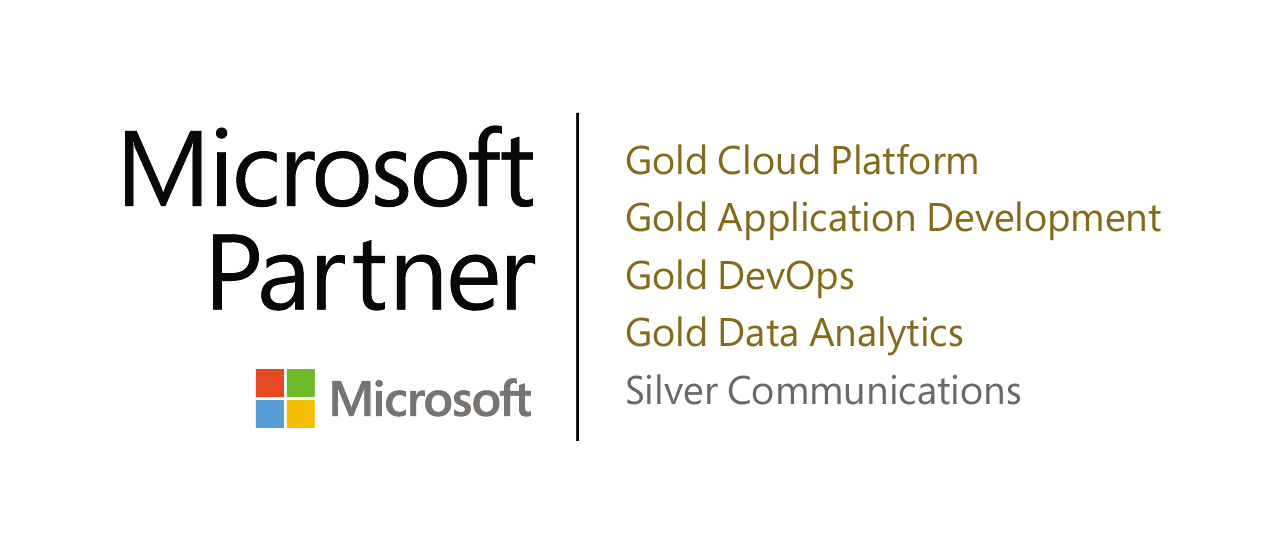 Microsoft
Partner
Microsoft
Gold Cloud Platform
Gold Application Development
Gold DevOps
Gold Data Analytics
Silver Communications